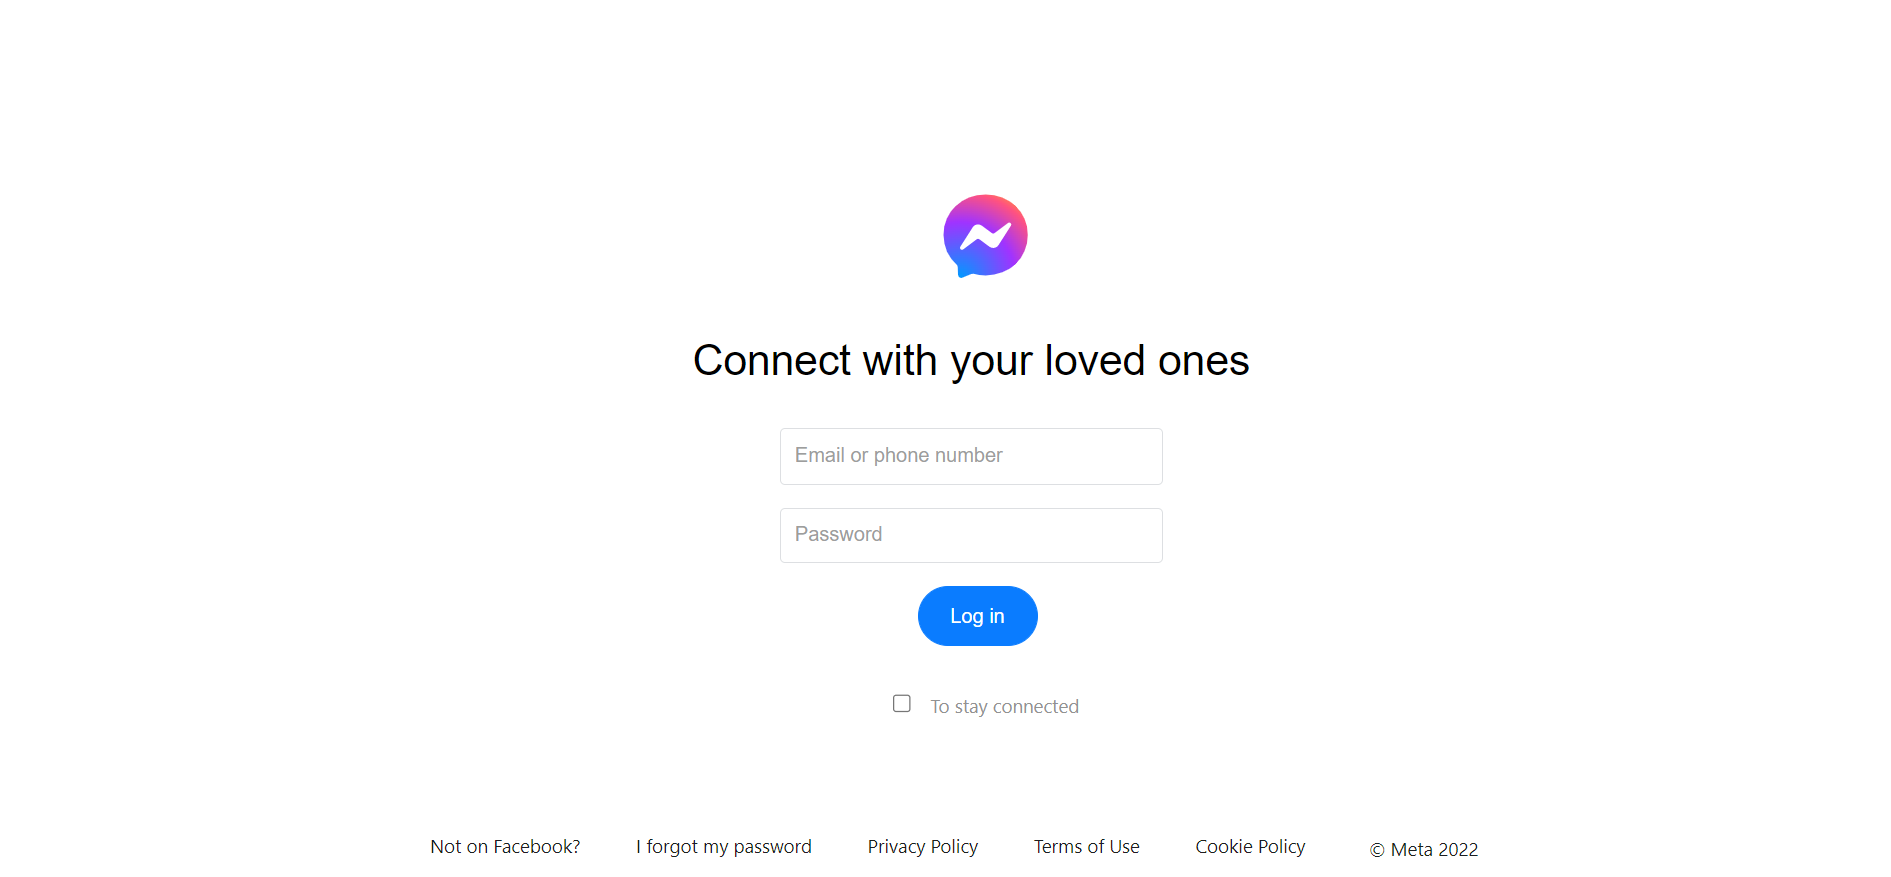 Connect with your loved ones
Email or phone number
Password
Log in
To stay connected
Not on Facebook? I forgot my password Privacy Policy Terms of Use Cookie Policy © Meta 2022